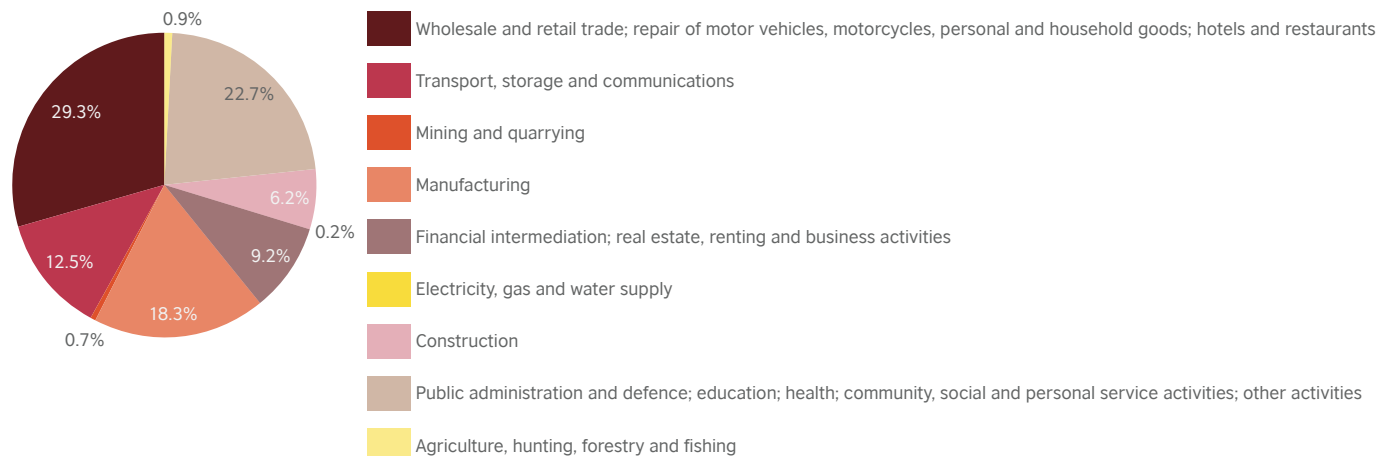 0.9%
22.7%
6.2%
0.2%
9.2%
18.3%
0.7%
12.5%
29.3%
Wholesale and retail trade; repair of motor vehicles, motorcycles, personal and household goods; hotels and restaurants
Transport, storage and communications
Mining and quarrying
Manufacturing
Financial intermediation; real estate, renting and business activities
Electricity, gas and water supply
Construction
Public administration and defence; education; health; community, social and personal service activities; other activities
Agriculture, hunting, forestry and fishing